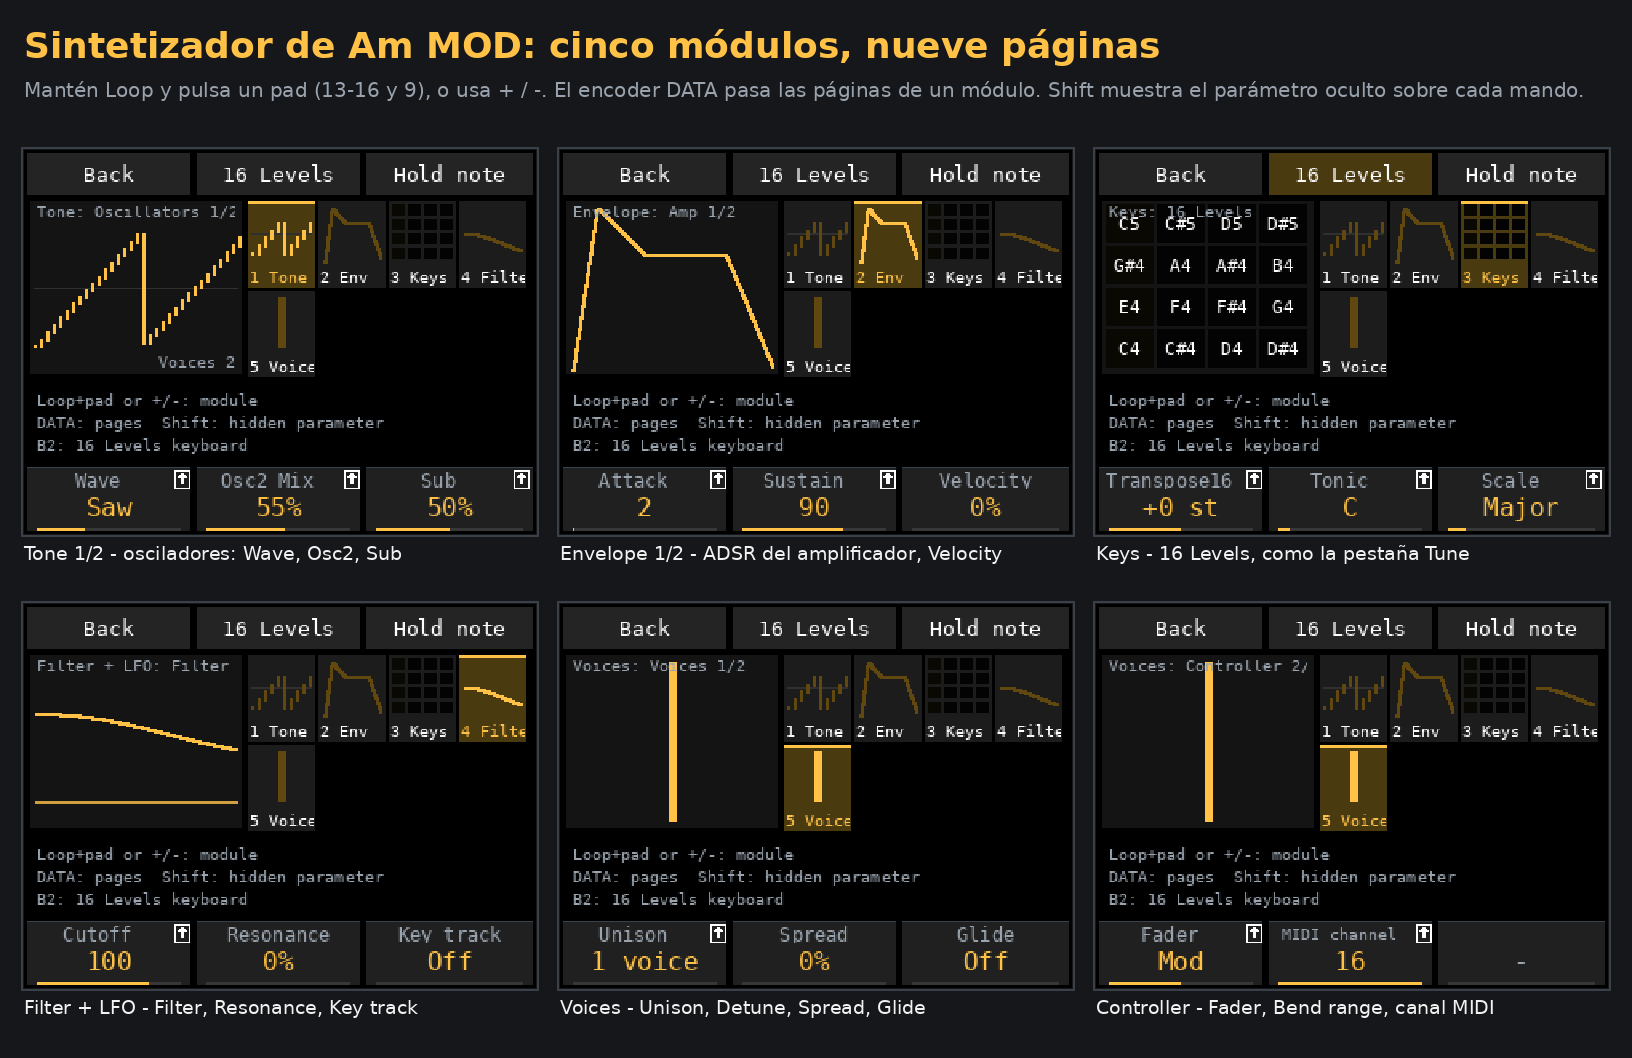 Sintetizador de Am MOD: cinco módulos, nueve páginas
Mantén Loop y pulsa un pad (13-16 y 9), o usa + / -. El encoder DATA pasa las páginas de un módulo. Shift muestra el parámetro oculto sobre cada mando.
Back 16 Levels Hold note
Tone: Oscillators 1/2
1 Tone 2 Env 3 Keys 4 Filte
Voices 2
5 Voice
Loop+pad or +/-: module
DATA: pages Shift: hidden parameter
B2: 16 Levels keyboard
Wave Osc2 Mix Sub
Saw 55% 50%
Tone 1/2 - osciladores: Wave, Osc2, Sub
Back 16 Levels Hold note
Envelope: Amp 1/2
1 Tone 2 Env 3 Keys 4 Filte
5 Voice
Loop+pad or +/-: module
DATA: pages Shift: hidden parameter
B2: 16 Levels keyboard
Attack Sustain Velocity
2 90 0%
Envelope 1/2 - ADSR del amplificador, Velocity
Back 16 Levels Hold note
Keys: 16 Levels
C5 C#5 D5 D#5
G#4 A4 A#4 B4
1 Tone 2 Env 3 Keys 4 Filte
E4 F4 F#4 G4
C4 C#4 D4 D#4
5 Voice
Loop+pad or +/-: module
DATA: pages Shift: hidden parameter
B2: 16 Levels keyboard
Transpose16 Tonic Scale
+0 st C Major
Keys - 16 Levels, como la pestaña Tune
Back 16 Levels Hold note
Filter + LFO: Filter
1 Tone 2 Env 3 Keys 4 Filte
5 Voice
Loop+pad or +/-: module
DATA: pages Shift: hidden parameter
B2: 16 Levels keyboard
Cutoff Resonance Key track
100 0% Off
Filter + LFO - Filter, Resonance, Key track
Back 16 Levels Hold note
Voices: Voices 1/2
1 Tone 2 Env 3 Keys 4 Filte
5 Voice
Loop+pad or +/-: module
DATA: pages Shift: hidden parameter
B2: 16 Levels keyboard
Unison Spread Glide
1 voice 0% Off
Voices - Unison, Detune, Spread, Glide
Back 16 Levels Hold note
Voices: Controller 2/
1 Tone 2 Env 3 Keys 4 Filte
5 Voice
Loop+pad or +/-: module
DATA: pages Shift: hidden parameter
B2: 16 Levels keyboard
Fader MIDI channel
Mod 16 -
Controller - Fader, Bend range, canal MIDI